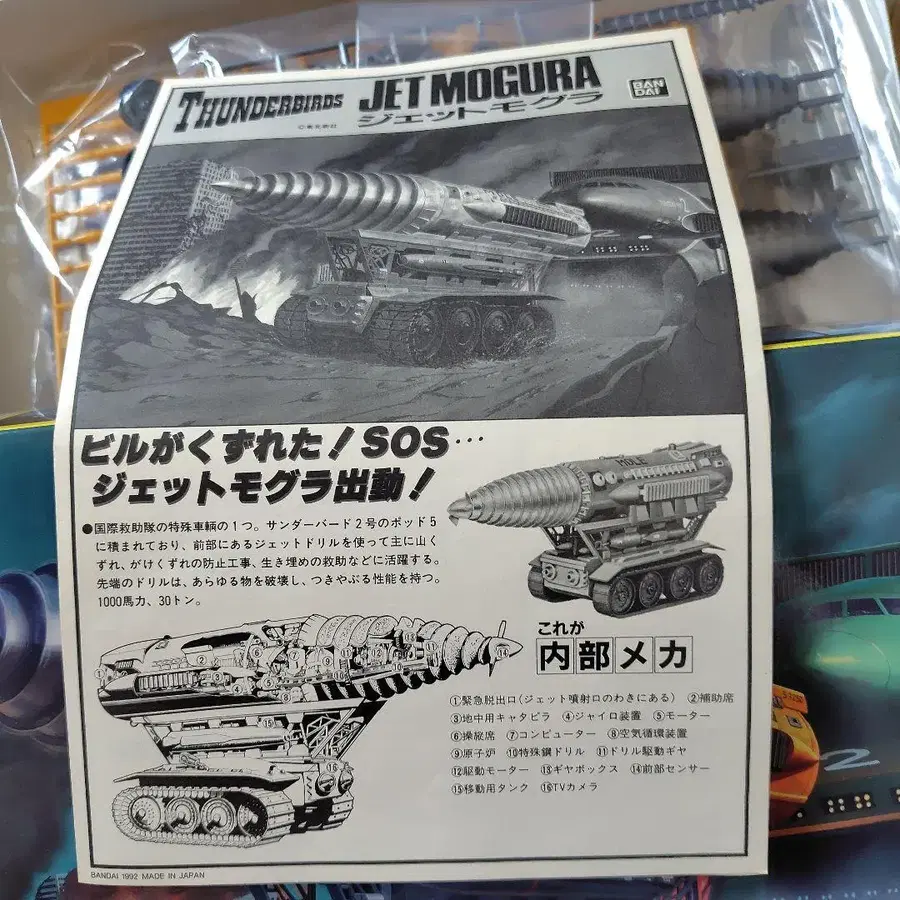 THUNDERBIRDS JET MOGURA
ジェットモグラ
BAN
DAI
ビルがくずれた！SOS…
ジェットモグラ出動！
●国際救助隊の特殊車輌の1つ。サンダーバード2号のポッド5
に積まれており、前部にあるジェットドリルを使って主に山く
ずれ、がけくずれの防止工事、生き埋めの救助などに活躍する。
先端のドリルは、あらゆる物を破壊し、つきやぶる性能を持つ。
1000馬力、30トン。
MOLE
これが
内部メカ
①緊急脱出口（ジェット噴射口のわきにある） ②補助席
③地中用キャタピラ ④ジャイロ装置 ⑤モーター
⑥操縦席 ⑦コンピューター ⑧空気循環装置
⑨原子炉 ⑩特殊鋼ドリル ⑪ドリル駆動ギヤ
⑫駆動モーター ⑬ギヤボックス ⑭前部センサー
⑮移動用タンク ⑯TVカメラ
BANDAI 1992 MADE IN JAPAN
2